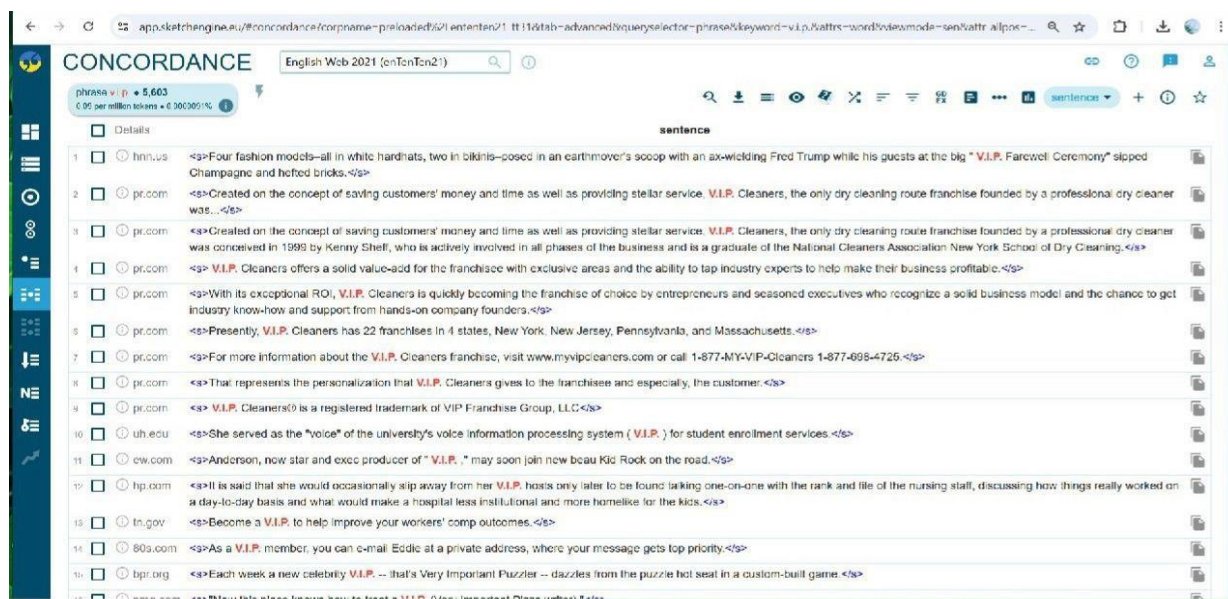 app.sketchengine.eu/#concordance/corpname=preloaded%2Fententen21_tt31&tab=advanced&queryselector=phrase&keyword=v.i.p.&attrs=word&viewmode=sen&attr_allpos=...
CONCORDANCE
English Web 2021 (enTenTen21)
phrase v.i.p. • 5,603
0.09 per million tokens • 0.0000091%
sentence
Details
sentence
1 hnn.us <s>Four fashion models–all in white hardhats, two in bikinis–posed in an earthmover's scoop with an ax-wielding Fred Trump while his guests at the big " V.I.P. Farewell Ceremony" sipped
Champagne and hefted bricks.</s>
2 pr.com <s>Created on the concept of saving customers' money and time as well as providing stellar service, V.I.P. Cleaners, the only dry cleaning route franchise founded by a professional dry cleaner
was...</s>
3 pr.com <s>Created on the concept of saving customers' money and time as well as providing stellar service, V.I.P. Cleaners, the only dry cleaning route franchise founded by a professional dry cleaner
was conceived in 1999 by Kenny Sheff, who is actively involved in all phases of the business and is a graduate of the National Cleaners Association New York School of Dry Cleaning.</s>
4 pr.com <s> V.I.P. Cleaners offers a solid value-add for the franchisee with exclusive areas and the ability to tap industry experts to help make their business profitable.</s>
5 pr.com <s>With its exceptional ROI, V.I.P. Cleaners is quickly becoming the franchise of choice by entrepreneurs and seasoned executives who recognize a solid business model and the chance to get
industry know-how and support from hands-on company founders.</s>
6 pr.com <s>Presently, V.I.P. Cleaners has 22 franchises in 4 states, New York, New Jersey, Pennsylvania, and Massachusetts.</s>
7 pr.com <s>For more information about the V.I.P. Cleaners franchise, visit www.myvipcleaners.com or call 1-877-MY-VIP-Cleaners 1-877-698-4725.</s>
8 pr.com <s>That represents the personalization that V.I.P. Cleaners gives to the franchisee and especially, the customer.</s>
9 pr.com <s> V.I.P. Cleaners® is a registered trademark of VIP Franchise Group, LLC</s>
10 uh.edu <s>She served as the "voice" of the university's voice information processing system ( V.I.P. ) for student enrollment services.</s>
11 ew.com <s>Anderson, now star and exec producer of " V.I.P. ," may soon join new beau Kid Rock on the road.</s>
12 hp.com <s>It is said that she would occasionally slip away from her V.I.P. hosts only later to be found talking one-on-one with the rank and file of the nursing staff, discussing how things really worked on
a day-to-day basis and what would make a hospital less institutional and more homelike for the kids.</s>
13 tn.gov <s>Become a V.I.P. to help improve your workers' comp outcomes.</s>
14 80s.com <s>As a V.I.P. member, you can e-mail Eddie at a private address, where your message gets top priority.</s>
15 bpr.org <s>Each week a new celebrity V.I.P. -- that's Very Important Puzzler -- dazzles from the puzzle hot seat in a custom-built game.</s>